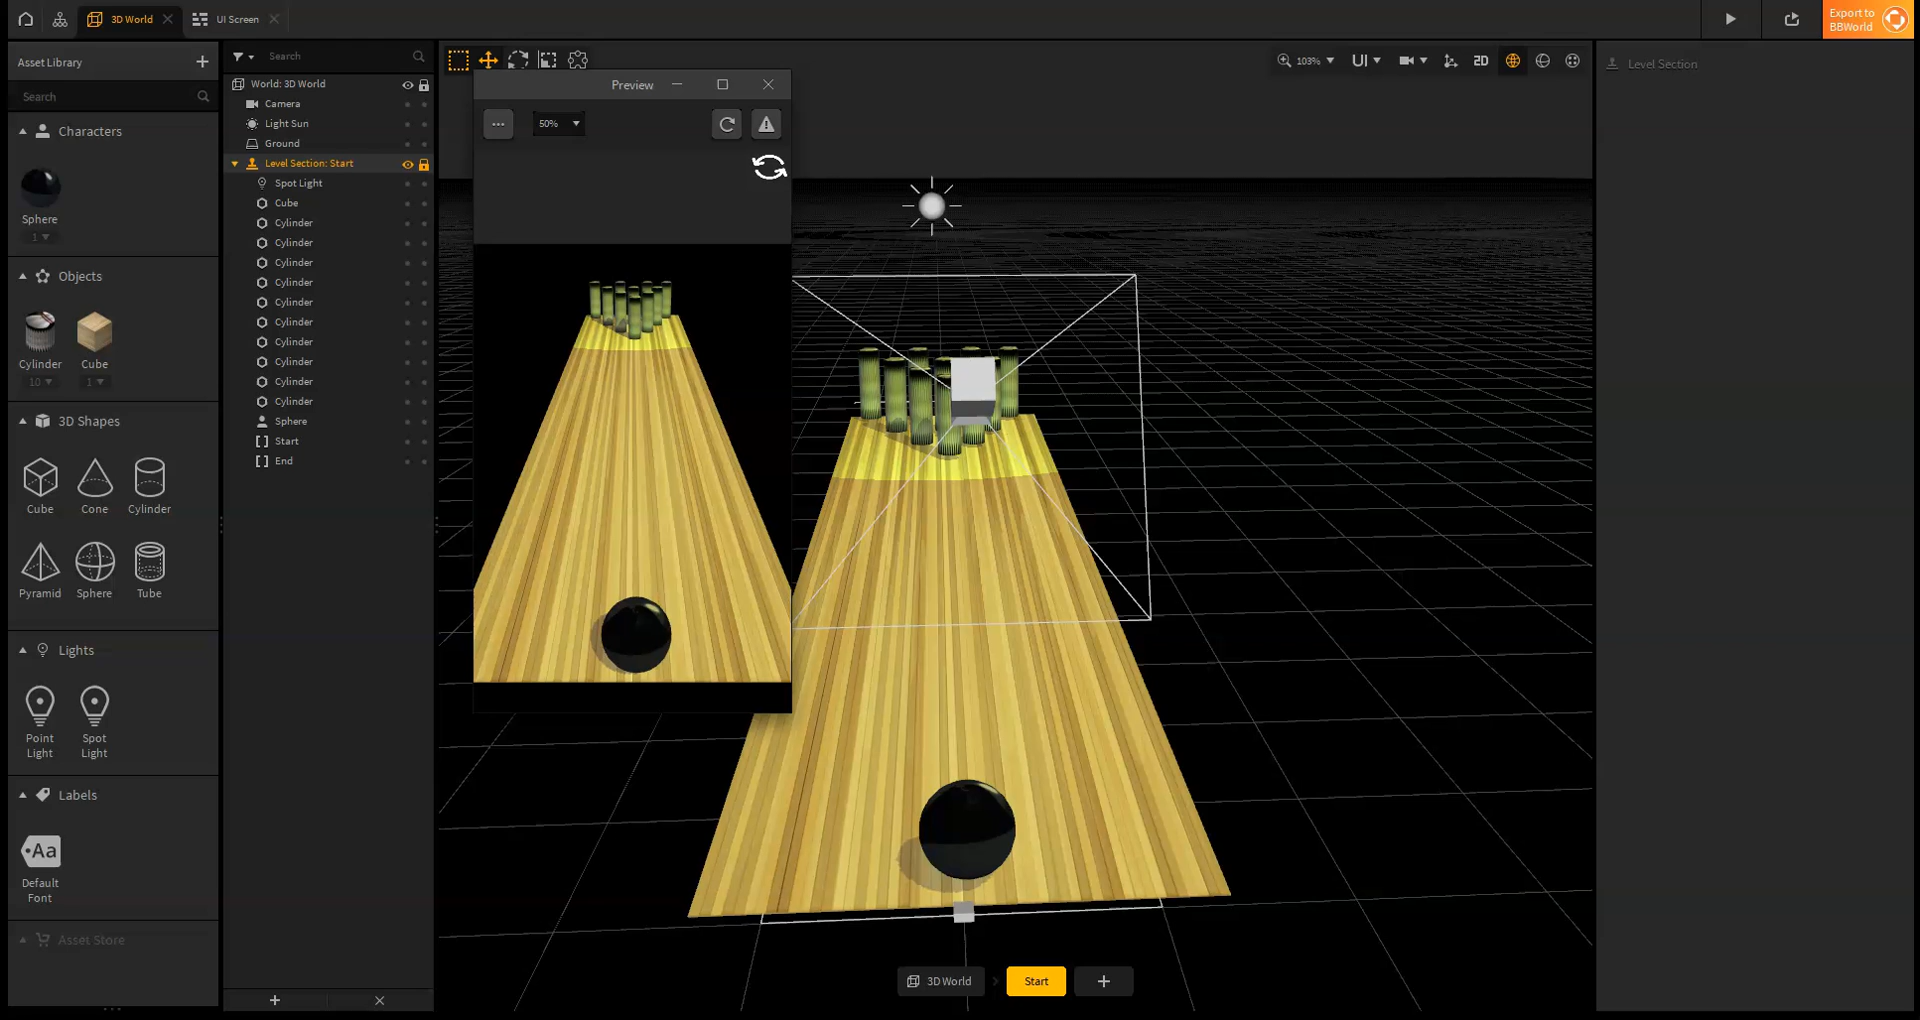 3D World
UI Screen
Export to
BBWorld
Asset Library
Search
Characters
Sphere
1
Objects
Cylinder
10
Cube
1
3D Shapes
Cube
Cone
Cylinder
Pyramid
Sphere
Tube
Lights
Point
Light
Spot
Light
Labels
Aa
Default
Font
Asset Store
Search
World: 3D World
Camera
Light Sun
Ground
Level Section: Start
Spot Light
Cube
Cylinder
Cylinder
Cylinder
Cylinder
Cylinder
Cylinder
Cylinder
Cylinder
Cylinder
Cylinder
Sphere
Start
End
Preview
50%
103%
UI
2D
3D World
Start
Level Section